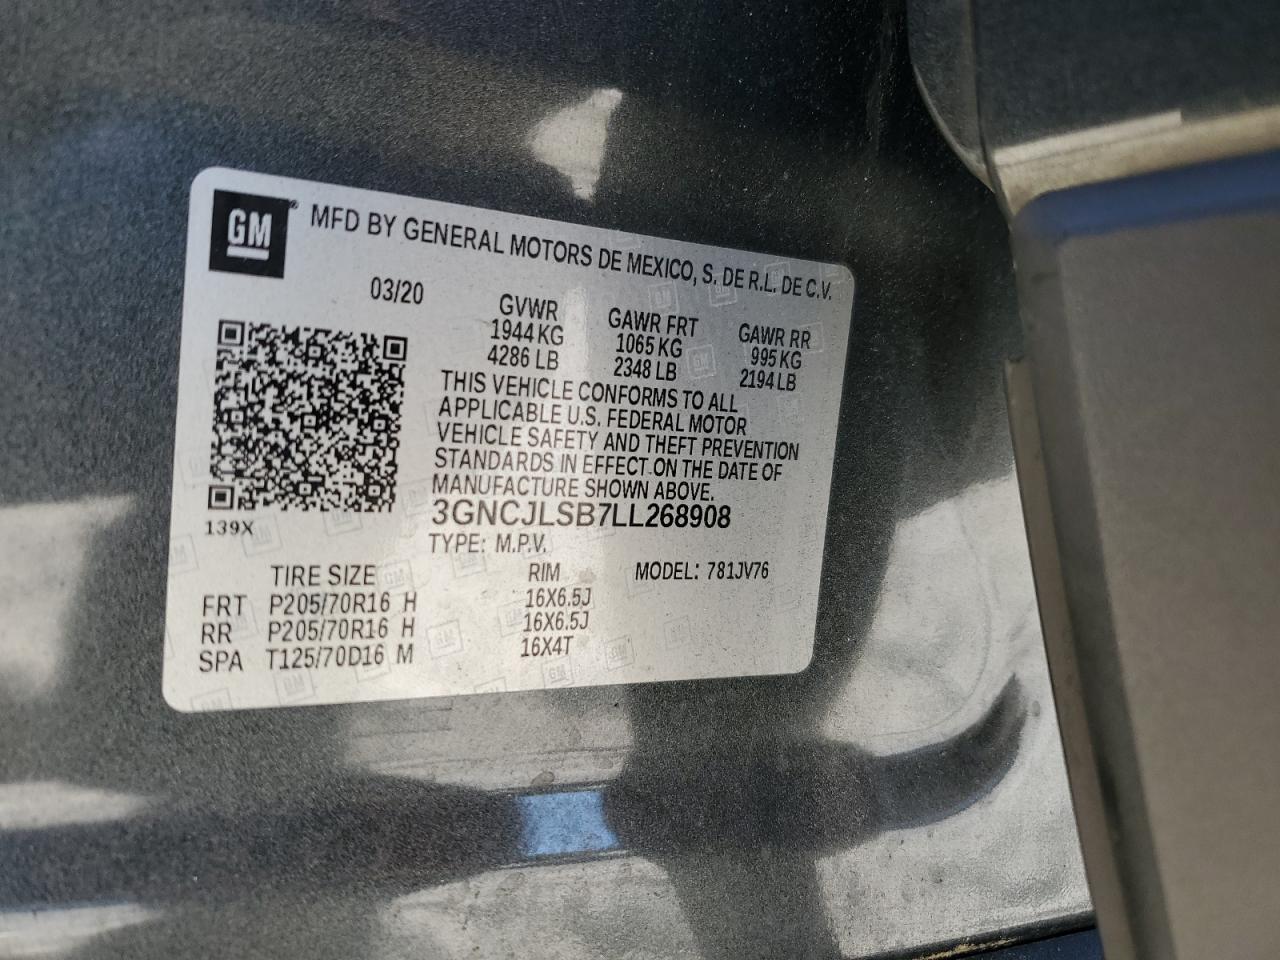 GM® MFD BY GENERAL MOTORS DE MEXICO, S. DE R.L. DE C.V.
03/20 GVWR GAWR FRT GAWR RR
1944 KG 1065 KG 995 KG
4286 LB 2348 LB 2194 LB
THIS VEHICLE CONFORMS TO ALL
APPLICABLE U.S. FEDERAL MOTOR
VEHICLE SAFETY AND THEFT PREVENTION
STANDARDS IN EFFECT ON THE DATE OF
MANUFACTURE SHOWN ABOVE.
3GNCJLSB7LL268908
139X
TYPE: M.P.V.
TIRE SIZE RIM MODEL: 781JV76
FRT P205/70R16 H 16X6.5J
RR P205/70R16 H 16X6.5J
SPA T125/70D16 M 16X4T